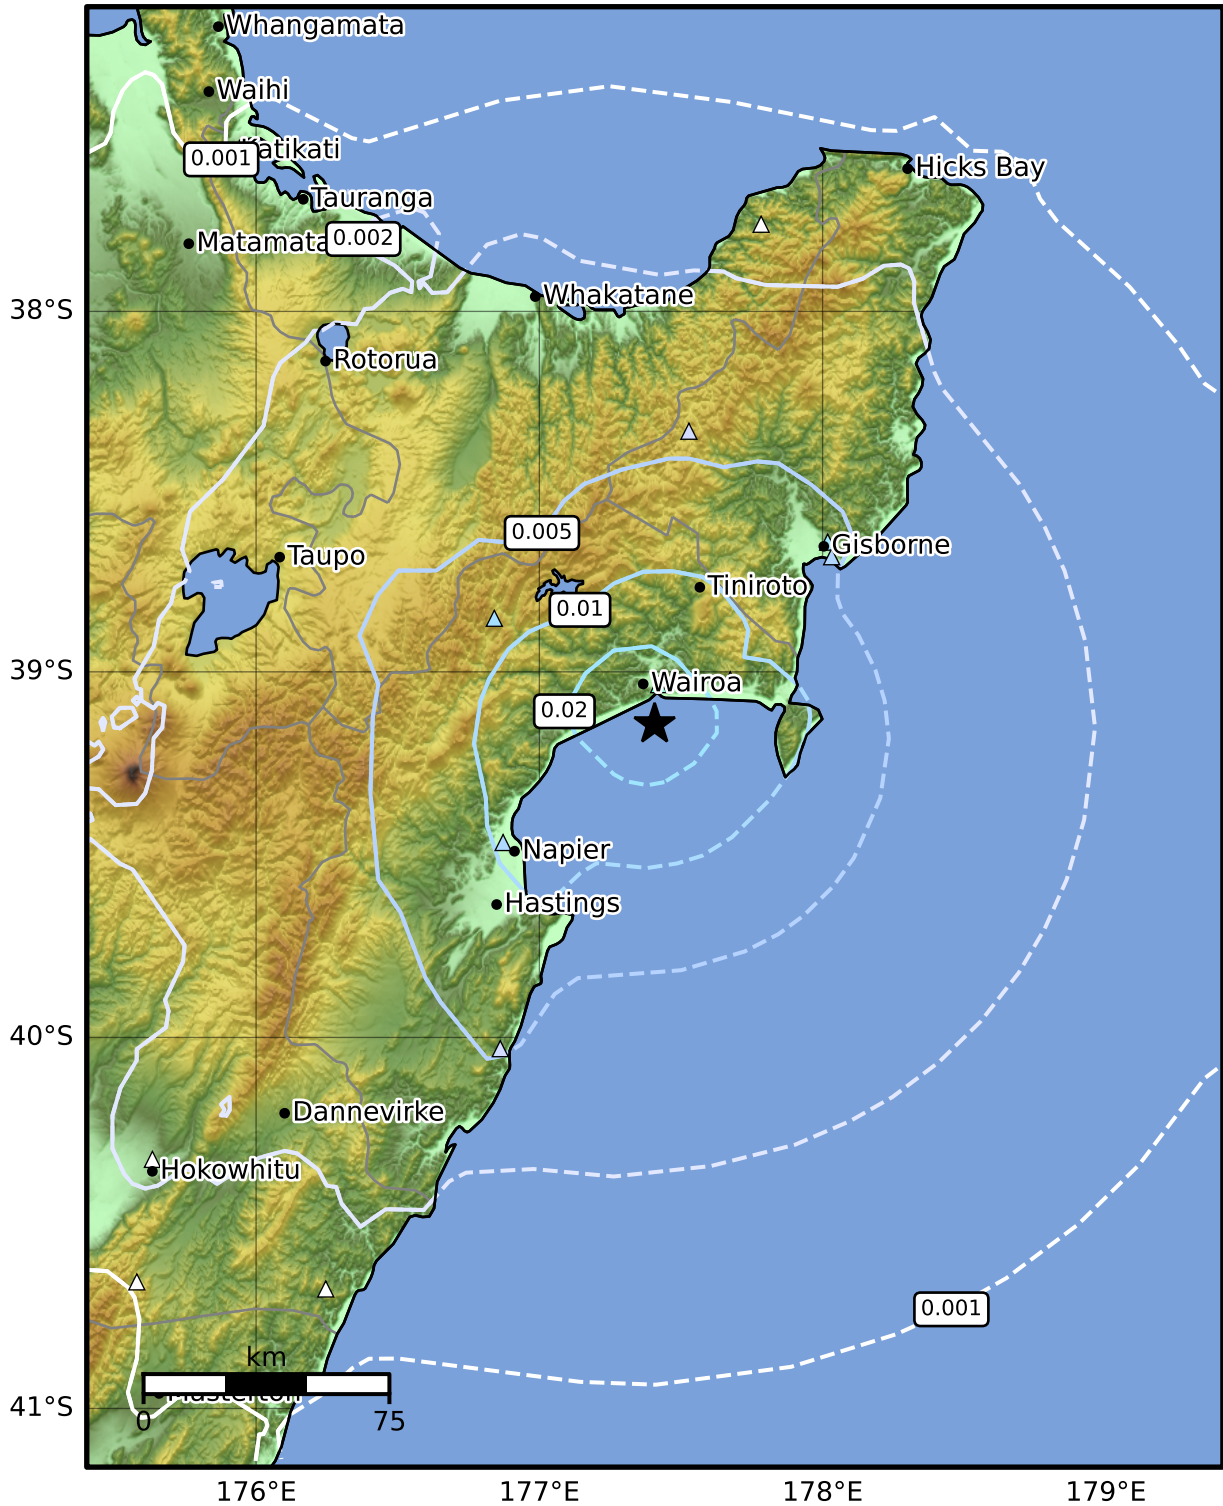 Whangamata
Waihi
Katikati
0.001
Tauranga
Hicks Bay
Matamata
0.002
Whakatane
38°S
Rotorua
0.005
Gisborne
Taupo
Tiniroto
0.01
39°S
Wairoa
0.02
Napier
Hastings
40°S
Dannevirke
Hokowhitu
0.001
km
Masterton
41°S
0
75
176°E
177°E
178°E
179°E